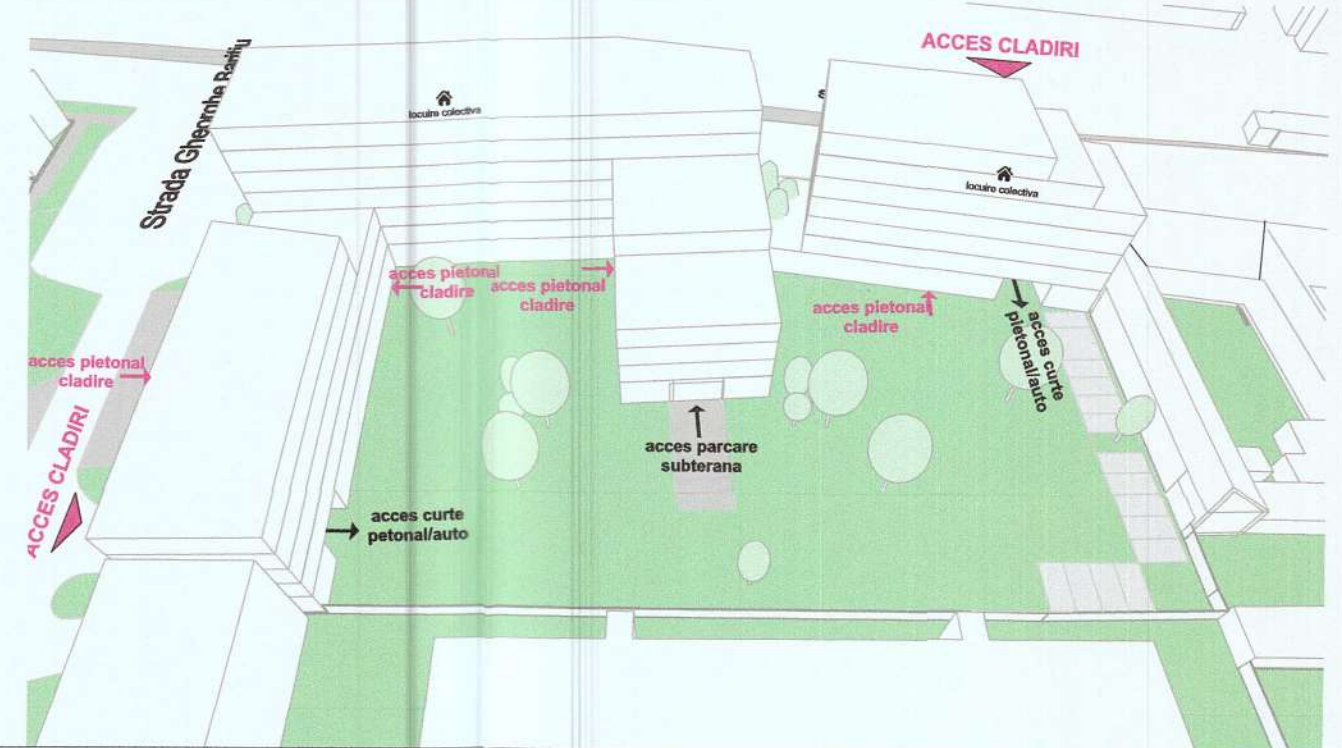 ACCES CLADIRI
Strada Gheorghe Baritiu
locuire colectiva
locuire colectiva
acces pietonal
cladire
acces pietonal
cladire
acces pietonal
cladire
acces curte
pietonal/auto
acces pietonal
cladire
ACCES CLADIRI
acces parcare
subterana
acces curte
petonal/auto